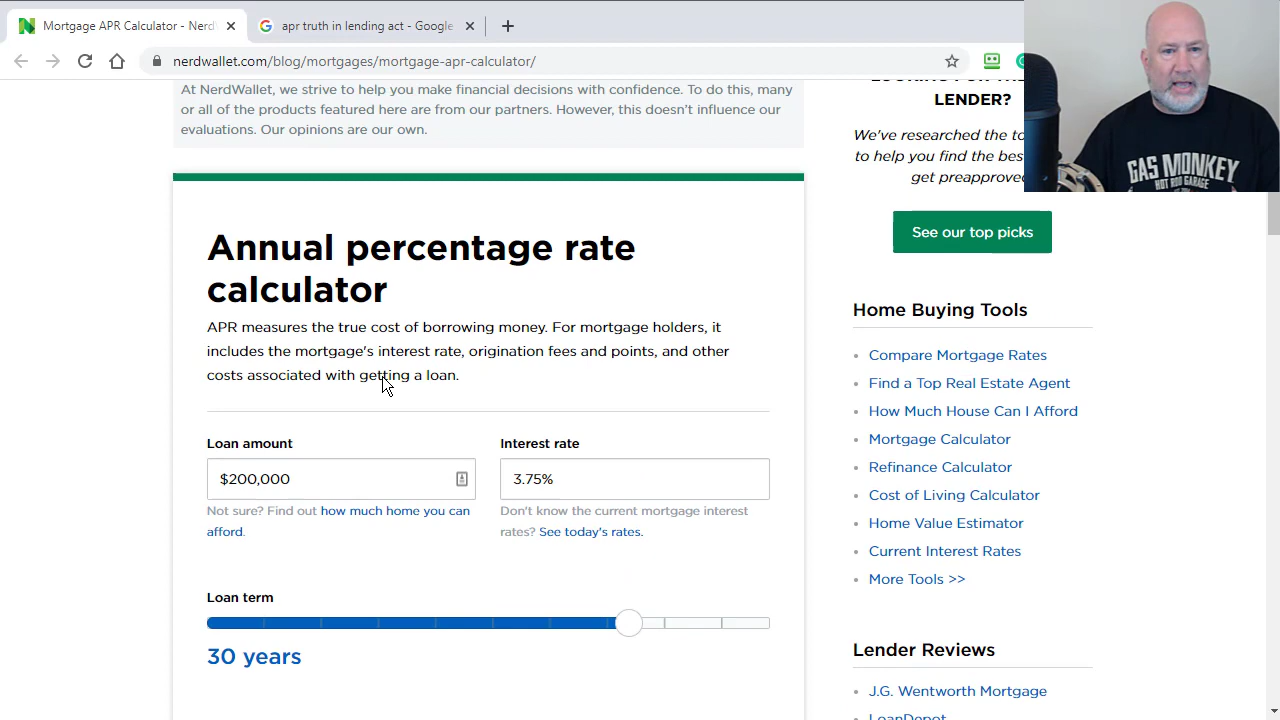 Mortgage APR Calculator - Nerd
apr truth in lending act - Google
nerdwallet.com/b mortgages/mortgage-apr-calculator/
At NerdWallet, we strive to help you make financial decisions with confidence. To do this, many
or all of the products featured here are from our partners. However, this doesn't influence our
evaluations. Our opinions are our own.
Annual percentage rate
calculator
APR measures the true cost of borrowing money. For mortgage holders, it
includes the mortgage's interest rate, origination fees and points, and other
costs associated with getting a loan.
Loan amount
$200,000
Not sure? Find out how much home you can
afford.
Interest rate
3.75%
Don't know the current mortgage interest
rates? See today's rates.
Loan term
30 years
LENDER?
We've researched the
to help you find the
get preapproved
See our top picks
Home Buying Tools
Compare Mortgage Rates
Find a Top Real Estate Agent
How Much House Can I Afford
Mortgage Calculator
Refinance Calculator
Cost of Living Calculator
Home Value Estimator
Current Interest Rates
More Tools >>
Lender Reviews
J.G. Wentworth Mortgage
LoanDepot
GAS MONKEY
HOT ROD GARAGE